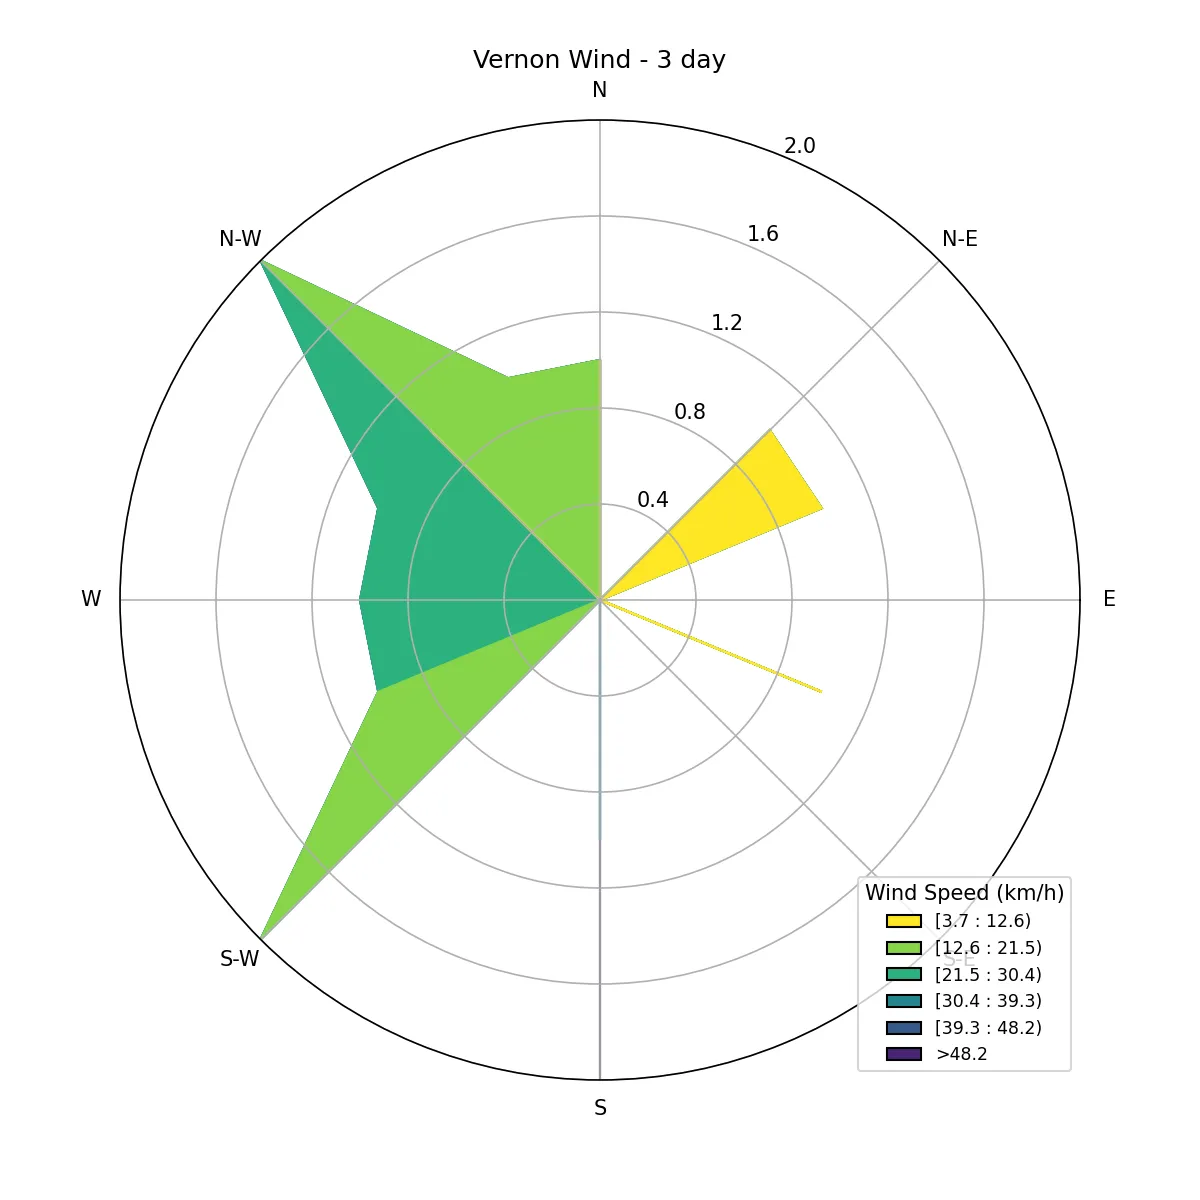 Vernon Wind - 3 day
N
2.0
N-W
N-E
1.6
1.2
0.8
0.4
W
E
S-W
S-E
Wind Speed (km/h)
[3.7 : 12.6)
[12.6 : 21.5)
[21.5 : 30.4)
[30.4 : 39.3)
[39.3 : 48.2)
>48.2
S